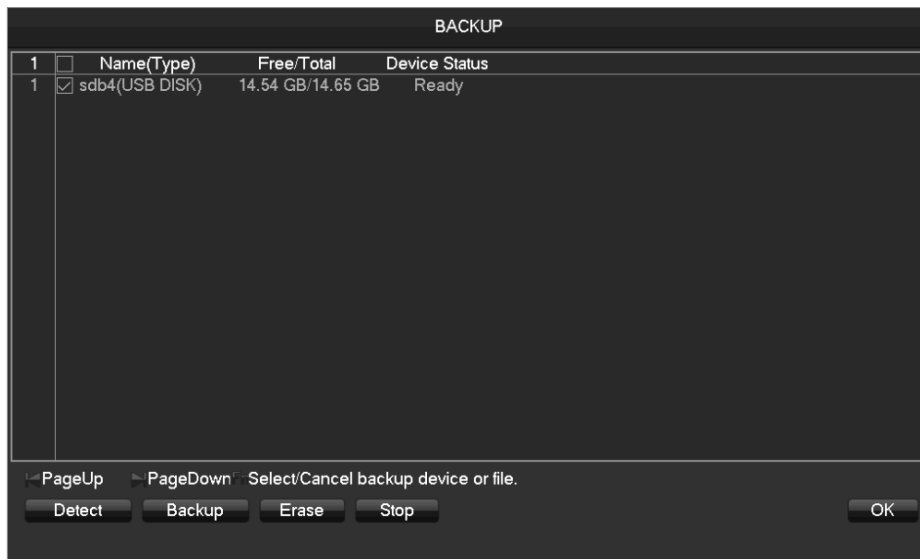 BACKUP
1 Name(Type) Free/Total Device Status
1 sdb4(USB DISK) 14.54 GB/14.65 GB Ready
PageUp PageDown Select/Cancel backup device or file.
Detect Backup Erase Stop OK